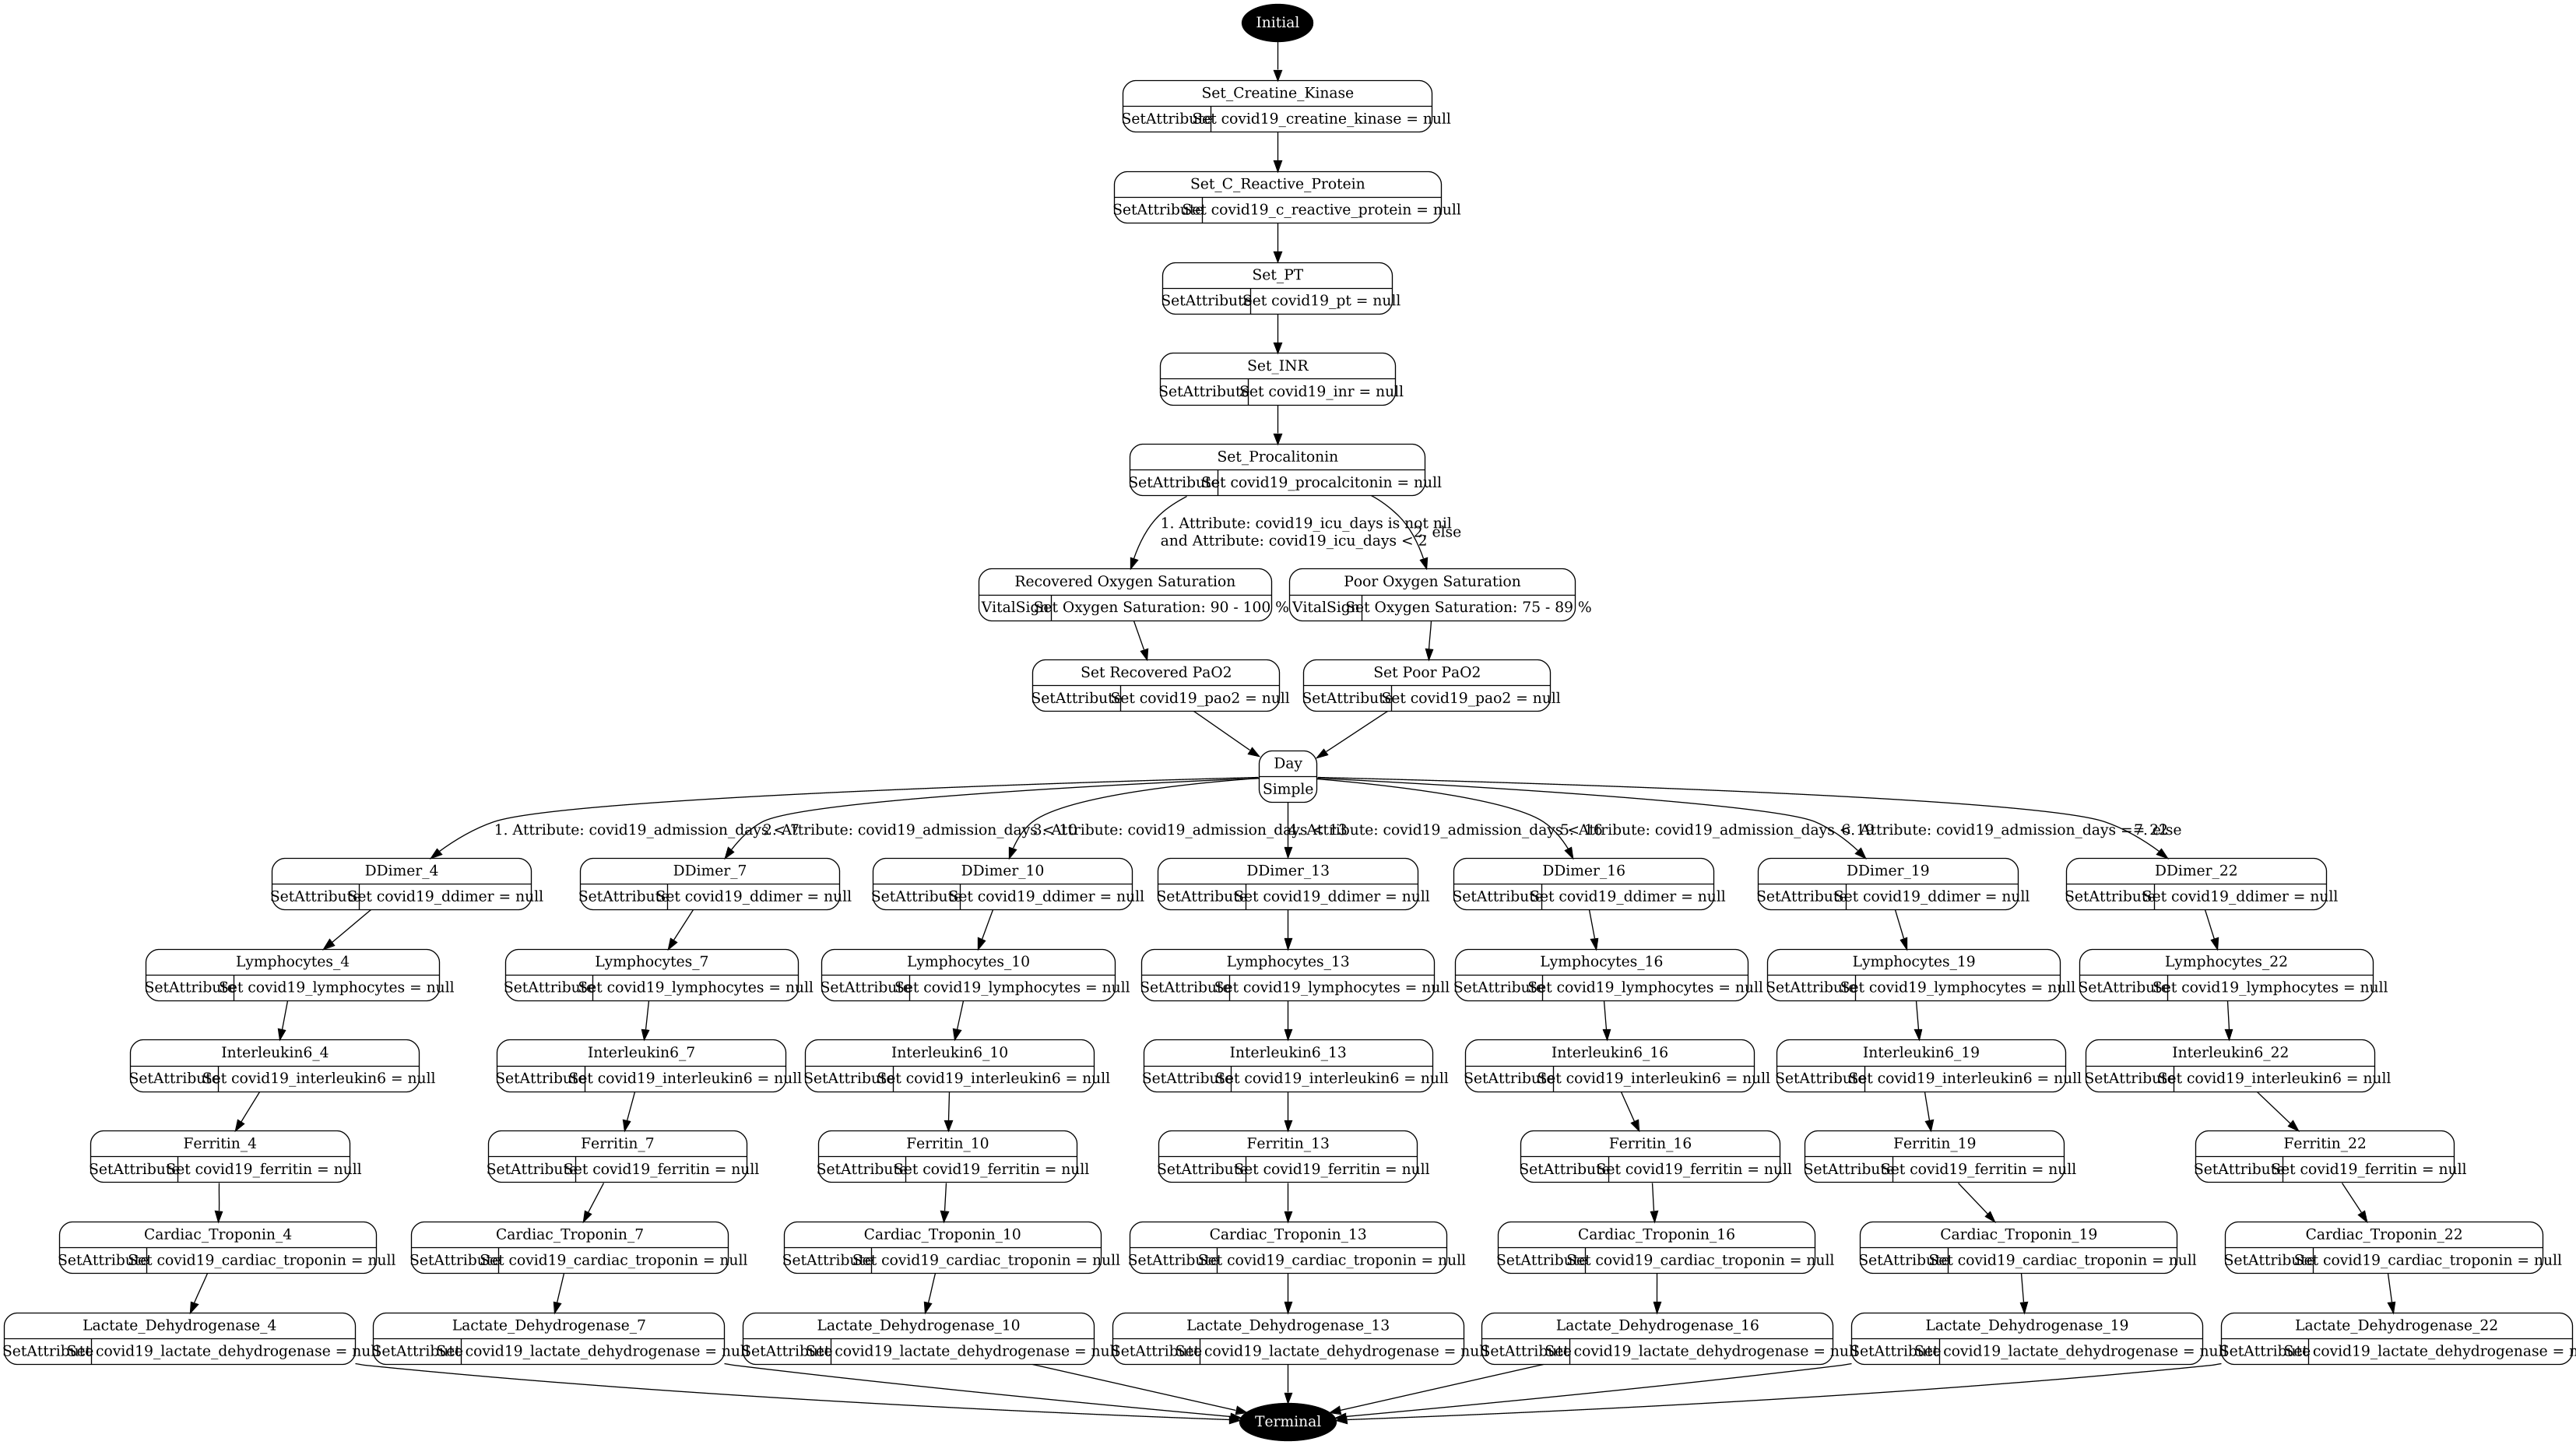 Initial
Set_Creatine_Kinase
SetAttribute Set covid19_creatine_kinase = null
Set_C_Reactive_Protein
SetAttribute Set covid19_c_reactive_protein = null
Set_PT
SetAttribute Set covid19_pt = null
Set_INR
SetAttribute Set covid19_inr = null
Set_Procalitonin
SetAttribute Set covid19_procalcitonin = null
1. Attribute: covid19_icu_days is not nil
and Attribute: covid19_icu_days < 2
2. else
Recovered Oxygen Saturation
VitalSign Set Oxygen Saturation: 90 - 100 %
Poor Oxygen Saturation
VitalSign Set Oxygen Saturation: 75 - 89 %
Set Recovered PaO2
SetAttribute Set covid19_pao2 = null
Set Poor PaO2
SetAttribute Set covid19_pao2 = null
Day
Simple
1. Attribute: covid19_admission_days < 7
2. Attribute: covid19_admission_days < 10
3. Attribute: covid19_admission_days < 13
4. Attribute: covid19_admission_days < 16
5. Attribute: covid19_admission_days < 19
6. Attribute: covid19_admission_days == 22
7. else
DDimer_4
SetAttribute Set covid19_ddimer = null
DDimer_7
SetAttribute Set covid19_ddimer = null
DDimer_10
SetAttribute Set covid19_ddimer = null
DDimer_13
SetAttribute Set covid19_ddimer = null
DDimer_16
SetAttribute Set covid19_ddimer = null
DDimer_19
SetAttribute Set covid19_ddimer = null
DDimer_22
SetAttribute Set covid19_ddimer = null
Lymphocytes_4
SetAttribute Set covid19_lymphocytes = null
Lymphocytes_7
SetAttribute Set covid19_lymphocytes = null
Lymphocytes_10
SetAttribute Set covid19_lymphocytes = null
Lymphocytes_13
SetAttribute Set covid19_lymphocytes = null
Lymphocytes_16
SetAttribute Set covid19_lymphocytes = null
Lymphocytes_19
SetAttribute Set covid19_lymphocytes = null
Lymphocytes_22
SetAttribute Set covid19_lymphocytes = null
Interleukin6_4
SetAttribute Set covid19_interleukin6 = null
Interleukin6_7
SetAttribute Set covid19_interleukin6 = null
Interleukin6_10
SetAttribute Set covid19_interleukin6 = null
Interleukin6_13
SetAttribute Set covid19_interleukin6 = null
Interleukin6_16
SetAttribute Set covid19_interleukin6 = null
Interleukin6_19
SetAttribute Set covid19_interleukin6 = null
Interleukin6_22
SetAttribute Set covid19_interleukin6 = null
Ferritin_4
SetAttribute Set covid19_ferritin = null
Ferritin_7
SetAttribute Set covid19_ferritin = null
Ferritin_10
SetAttribute Set covid19_ferritin = null
Ferritin_13
SetAttribute Set covid19_ferritin = null
Ferritin_16
SetAttribute Set covid19_ferritin = null
Ferritin_19
SetAttribute Set covid19_ferritin = null
Ferritin_22
SetAttribute Set covid19_ferritin = null
Cardiac_Troponin_4
SetAttribute Set covid19_cardiac_troponin = null
Cardiac_Troponin_7
SetAttribute Set covid19_cardiac_troponin = null
Cardiac_Troponin_10
SetAttribute Set covid19_cardiac_troponin = null
Cardiac_Troponin_13
SetAttribute Set covid19_cardiac_troponin = null
Cardiac_Troponin_16
SetAttribute Set covid19_cardiac_troponin = null
Cardiac_Troponin_19
SetAttribute Set covid19_cardiac_troponin = null
Cardiac_Troponin_22
SetAttribute Set covid19_cardiac_troponin = null
Lactate_Dehydrogenase_4
SetAttribute Set covid19_lactate_dehydrogenase = null
Lactate_Dehydrogenase_7
SetAttribute Set covid19_lactate_dehydrogenase = null
Lactate_Dehydrogenase_10
SetAttribute Set covid19_lactate_dehydrogenase = null
Lactate_Dehydrogenase_13
SetAttribute Set covid19_lactate_dehydrogenase = null
Lactate_Dehydrogenase_16
SetAttribute Set covid19_lactate_dehydrogenase = null
Lactate_Dehydrogenase_19
SetAttribute Set covid19_lactate_dehydrogenase = null
Lactate_Dehydrogenase_22
SetAttribute Set covid19_lactate_dehydrogenase =
Terminal